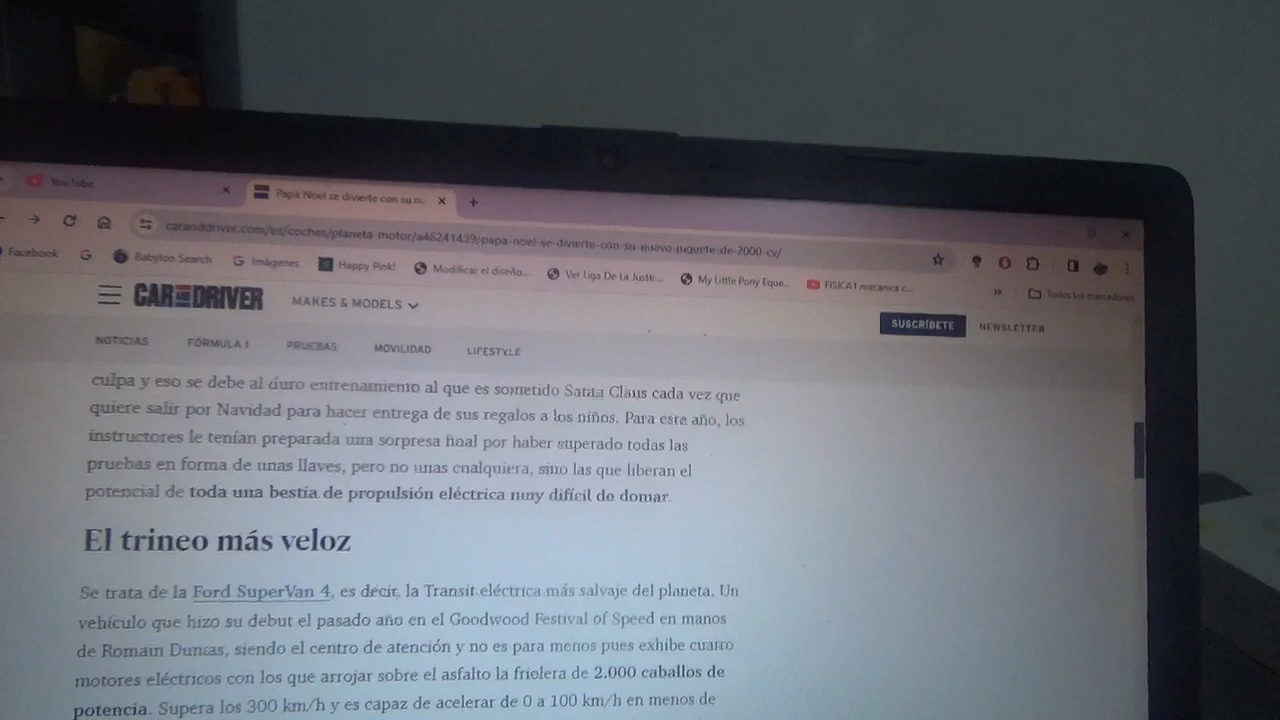 YouTube
Papá Noel se divierte con su nu
caranddriver.com/es/coches/planeta-motor/a46241439/papa-noel-se-divierte-con-su-nuevo-juguete-de-2000-cv/
Facebook
G
Babylon Search
Imágenes
Happy Pink!
Modificar el diseño...
Ver Liga De La Justic...
My Little Pony Eque...
FISICA1 mecanica c...
Todos los marcadores
CAR AND DRIVER
MAKES & MODELS
SUSCRÍBETE
NEWSLETTER
NOTICIAS
FÓRMULA 1
PRUEBAS
MOVILIDAD
LIFESTYLE
culpa y eso se debe al duro entrenamiento al que es sometido Santa Claus cada vez que
quiere salir por Navidad para hacer entrega de sus regalos a los niños. Para este año, los
instructores le tenían preparada una sorpresa final por haber superado todas las
pruebas en forma de unas llaves, pero no unas cualquiera, sino las que liberan el
potencial de toda una bestia de propulsión eléctrica muy difícil de domar.
El trineo más veloz
Se trata de la Ford SuperVan 4, es decir, la Transit eléctrica más salvaje del planeta. Un
vehículo que hizo su debut el pasado año en el Goodwood Festival of Speed en manos
de Romain Dumas, siendo el centro de atención y no es para menos pues exhibe cuatro
motores eléctricos con los que arrojar sobre el asfalto la friolera de 2.000 caballos de
potencia. Supera los 300 km/h y es capaz de acelerar de 0 a 100 km/h en menos de